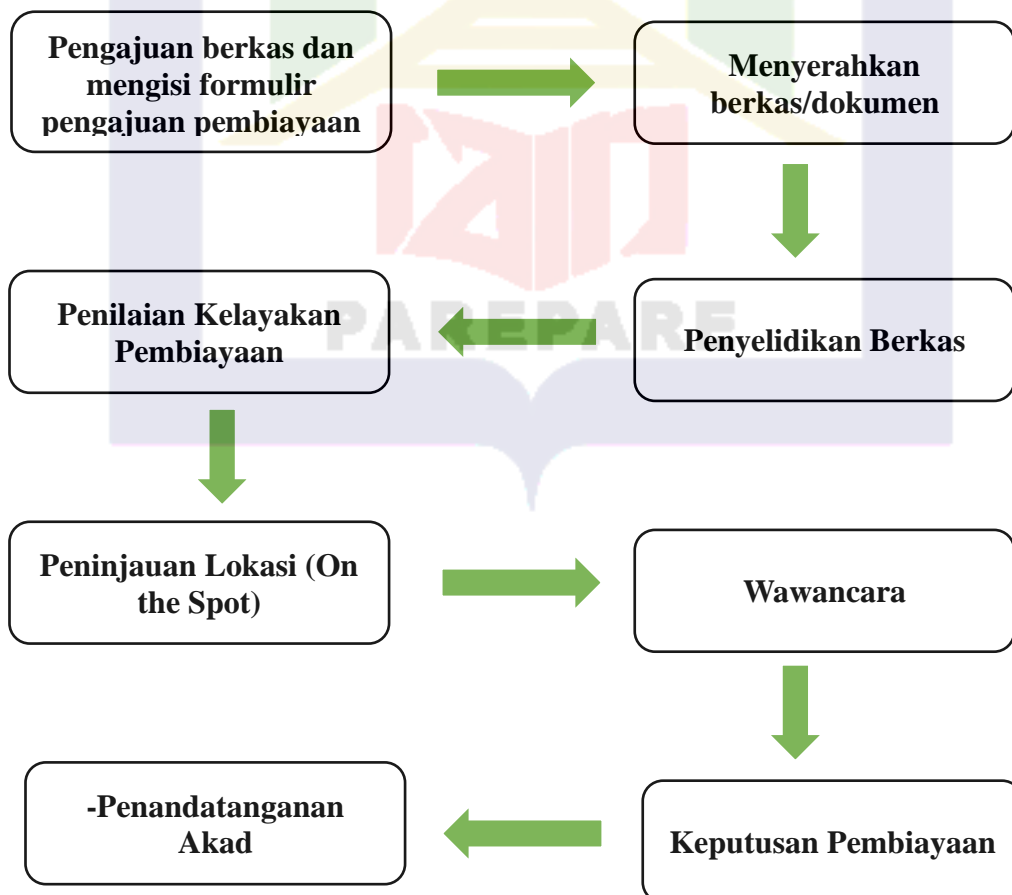 Pengajuan berkas dan
mengisi formulir
pengajuan pembiayaan
Menyerahkan
berkas/dokumen
Penyelidikan Berkas
Penilaian Kelayakan
Pembiayaan
Peninjauan Lokasi (On
the Spot)
Wawancara
Keputusan Pembiayaan
-Penandatanganan
Akad
iain
PAREPARE